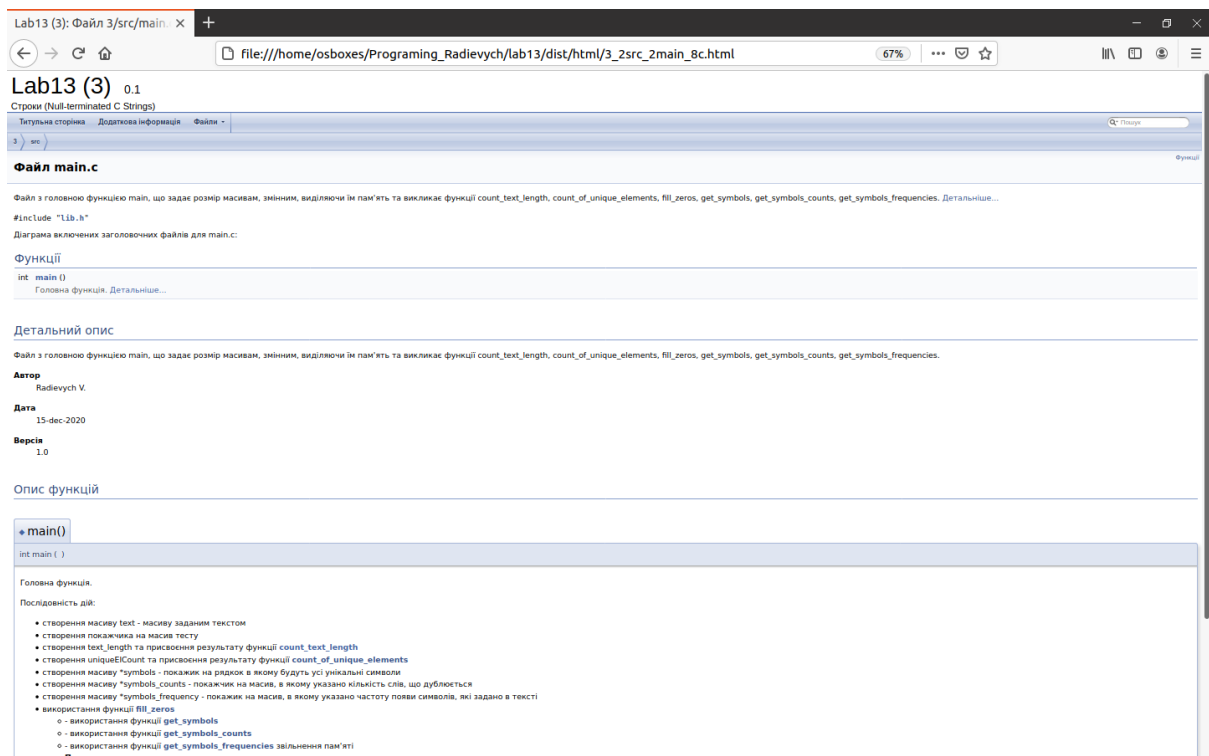 Lab13 (3): Файл 3/src/main.
file:///home/osboxes/Programing_Radievych/lab13/dist/html/3_2src_2main_8c.html
67%
Lab13 (3) 0.1
Строки (Null-terminated C Strings)
Титульна сторінка Додаткова інформація Файли
Пошук
3 src
Функції
Файл main.c
Файл з головною функцією main, що задає розмір масивам, змінним, виділяючи їм пам'ять та викликає функції count_text_length, count_of_unique_elements, fill_zeros, get_symbols, get_symbols_counts, get_symbols_frequencies. Детальніше...
#include "lib.h"
Діаграма включених заголовочних файлів для main.c:
Функції
int main ()
Головна функція. Детальніше...
Детальний опис
Файл з головною функцією main, що задає розмір масивам, змінним, виділяючи їм пам'ять та викликає функції count_text_length, count_of_unique_elements, fill_zeros, get_symbols, get_symbols_counts, get_symbols_frequencies.
Автор
Radievych V.
Дата
15-dec-2020
Версія
1.0
Опис функцій
main()
int main ( )
Головна функція.
Послідовність дій:
• створення масиву text - масиву заданим текстом
• створення покажчика на масив тесту
• створення text_length та присвоєння результату функції count_text_length
• створення uniqueElCount та присвоєння результату функції count_of_unique_elements
• створення масиву *symbols - покажик на рядкок в якому будуть усі унікальні символи
• створення масиву *symbols_counts - покажчик на масив, в якому указано кількість слів, що дублюється
• створення масиву *symbols_frequency - покажик на масив, в якому указано частоту появи символів, які задано в тексті
• використання функції fill_zeros
- використання функції get_symbols
- використання функції get_symbols_counts
- використання функції get_symbols_frequencies звільнення пам'яті